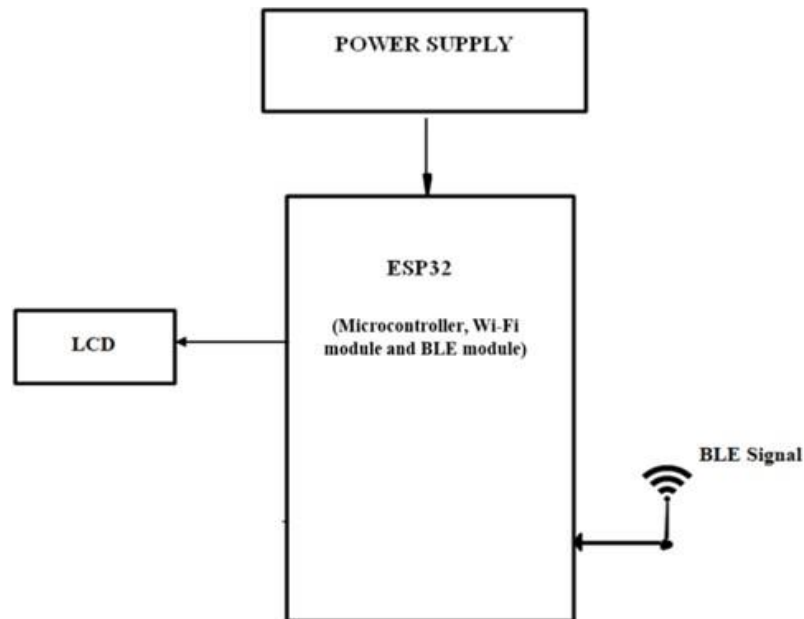 POWER SUPPLY
ESP32
(Microcontroller, Wi-Fi
module and BLE module)
LCD
BLE Signal